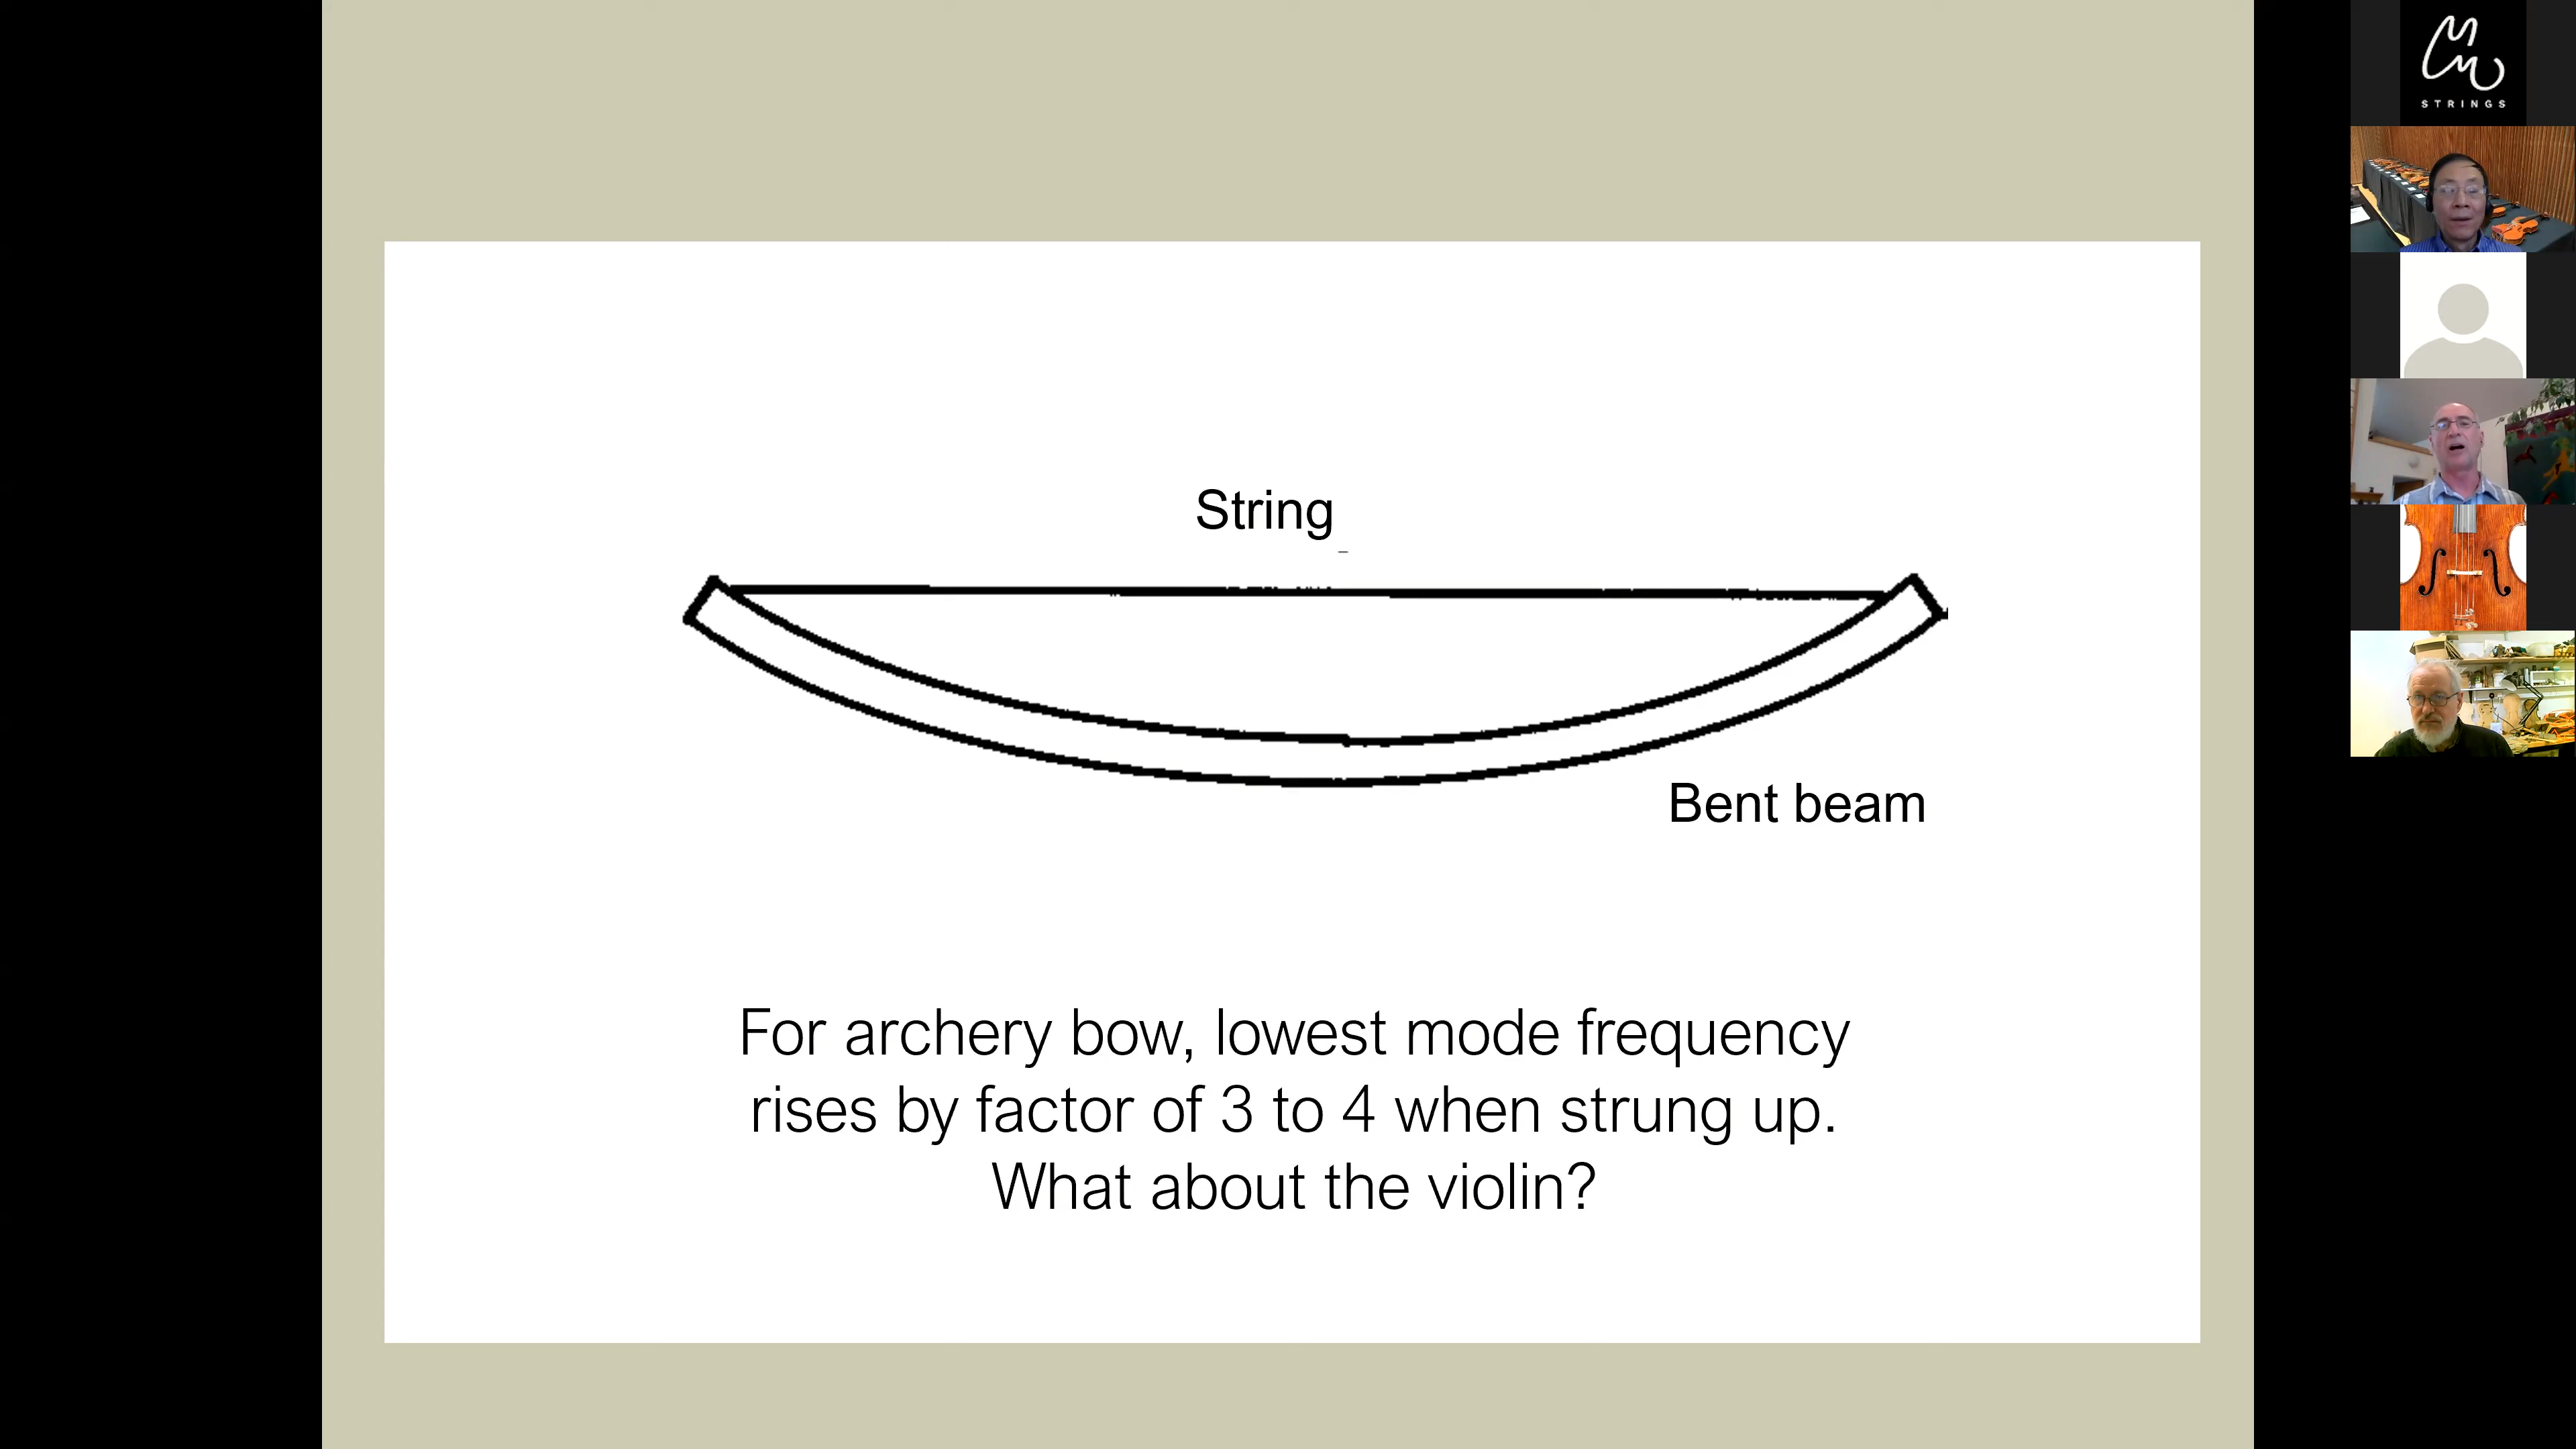 STRINGS
String
Bent beam
For archery bow, lowest mode frequency
rises by factor of 3 to 4 when strung up.
What about the violin?